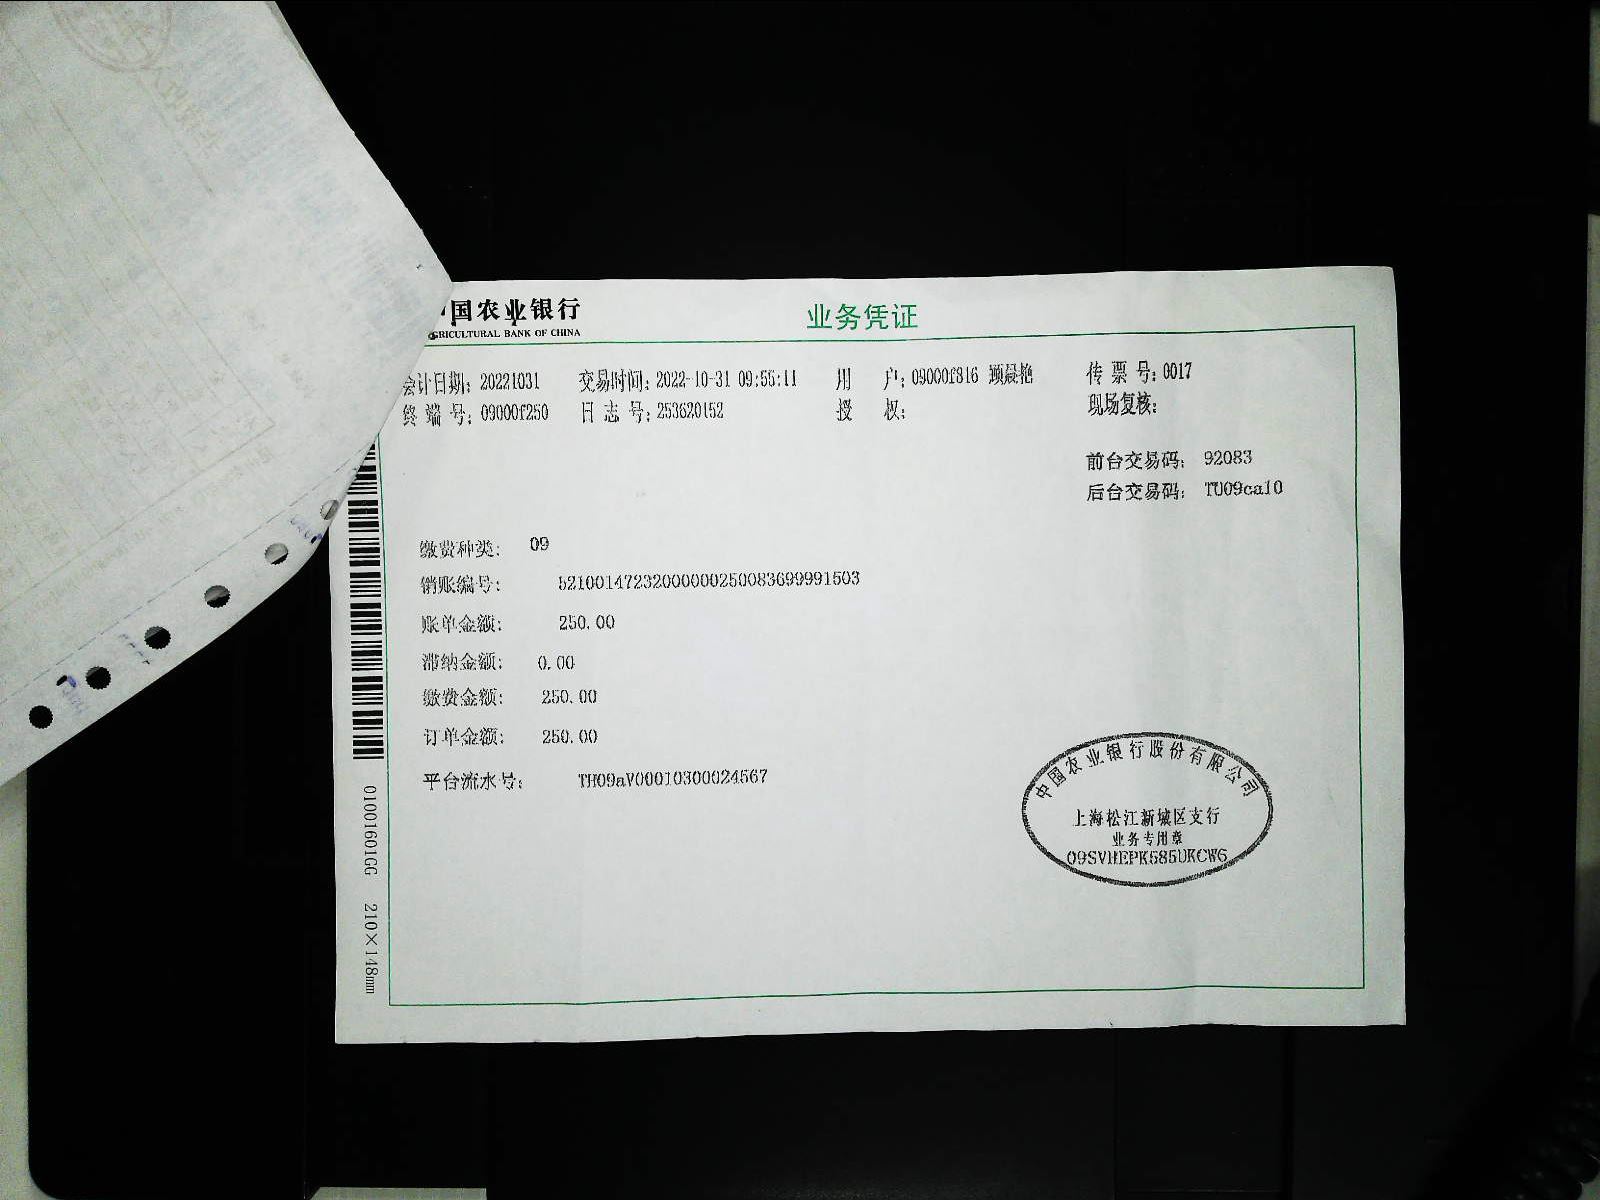 中国农业银行
AGRICULTURAL BANK OF CHINA
业务凭证
会计日期：20221031 交易时间：2022-10-31 09:55:11 用 户：09000f816 顾晨艳 传 票 号：0017
终 端 号：09000f250 日 志 号：253620152 授 权： 现场复核：
前台交易码： 92083
后台交易码： TU09ca10
缴费种类： 09
销账编号： 52100147232000000250083699991503
账单金额： 250.00
滞纳金额： 0.00
缴费金额： 250.00
订单金额： 250.00
平台流水号： TH09aV00010300024567
中国农业银行股份有限公司
上海松江新城区支行
业务专用章
09SVHEPK585UKCW6
01001601GG 210×148mm